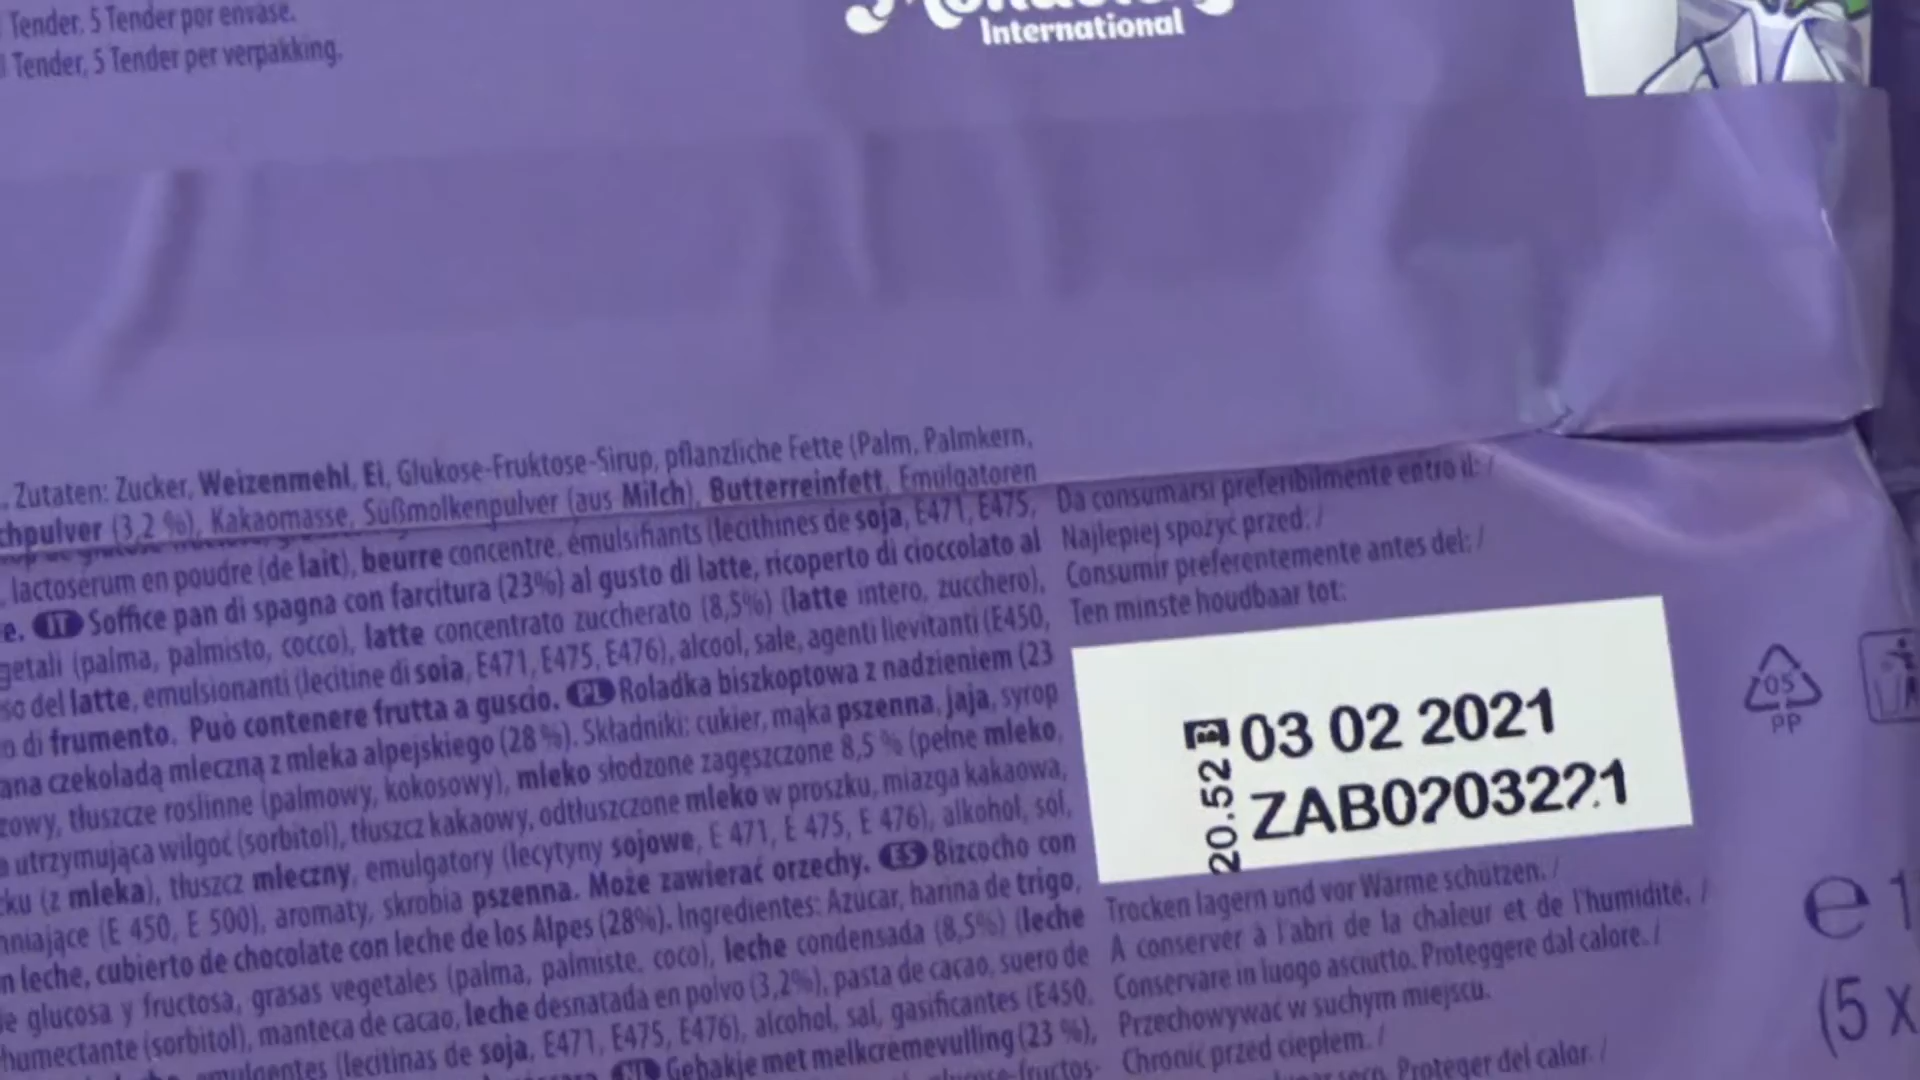 Tender. 5 Tender por envase.
Tender, 5 Tender per verpakking.
International
. Zutaten: Zucker, Weizenmehl, Ei, Glukose-Fruktose-Sirup, pflanzliche Fette (Palm, Palmkern,
chpulver (3,2 %), Kakaomasse, Süßmolkenpulver (aus Milch), Butterreinfett, Emulgatoren
lactoserum en poudre (de lait), beurre concentré, émulsifiants (lécithines de soja, E471, E475,
e. IT Soffice pan di spagna con farcitura (23%) al gusto di latte, ricoperto di cioccolato al
getali (palma, palmisto, cocco), latte concentrato zuccherato (8,5%) (latte intero, zucchero),
so del latte, emulsionanti (lecitine di soia, E471, E475, E476), alcool, sale, agenti lievitanti (E450,
o di frumento. Può contenere frutta a guscio. PL Roladka biszkoptowa z nadzieniem (23
ana czekoladą mleczną z mleka alpejskiego (28 %). Składniki: cukier, mąka pszenna, jaja, syrop
zowy, tłuszcze roślinne (palmowy, kokosowy), mleko słodzone zagęszczone 8,5 % (pełne mleko,
a utrzymująca wilgoć (sorbitol), tłuszcz kakaowy, odtłuszczone mleko w proszku, miazga kakaowa,
ku (z mleka), tłuszcz mleczny, emulgatory (lecytyny sojowe, E 471, E 475, E 476), alkohol, sól,
niające (E 450, E 500), aromaty, skrobia pszenna. Może zawierać orzechy. ES Bizcocho con
n leche, cubierto de chocolate con leche de los Alpes (28%). Ingredientes: Azúcar, harina de trigo,
e glucosa y fructosa, grasas vegetales (palma, palmiste, coco), leche condensada (8,5%) (leche
humectante (sorbitol), manteca de cacao, leche desnatada en polvo (3,2%), pasta de cacao, suero de
emulgentes (lecitinas de soja, E471, E475, E476), alcohol, sal, gasificantes (E450,
NL Gebakje met melkcrèmevulling (23 %),
glucose-fructos-
Da consumarsi preferibilmente entro il: /
Najlepiej spożyć przed: /
Consumir preferentemente antes del: /
Ten minste houdbaar tot:
B 03 02 2021
20.52 ZAB0203221
05
PP
Trocken lagern und vor Wärme schützen. /
A conserver à l'abri de la chaleur et de l'humidité. /
Conservare in luogo asciutto. Proteggere dal calore. /
Przechowywać w suchym miejscu.
Chronić przed ciepłem. /
Proteger del calor. /
e 1
(5 x